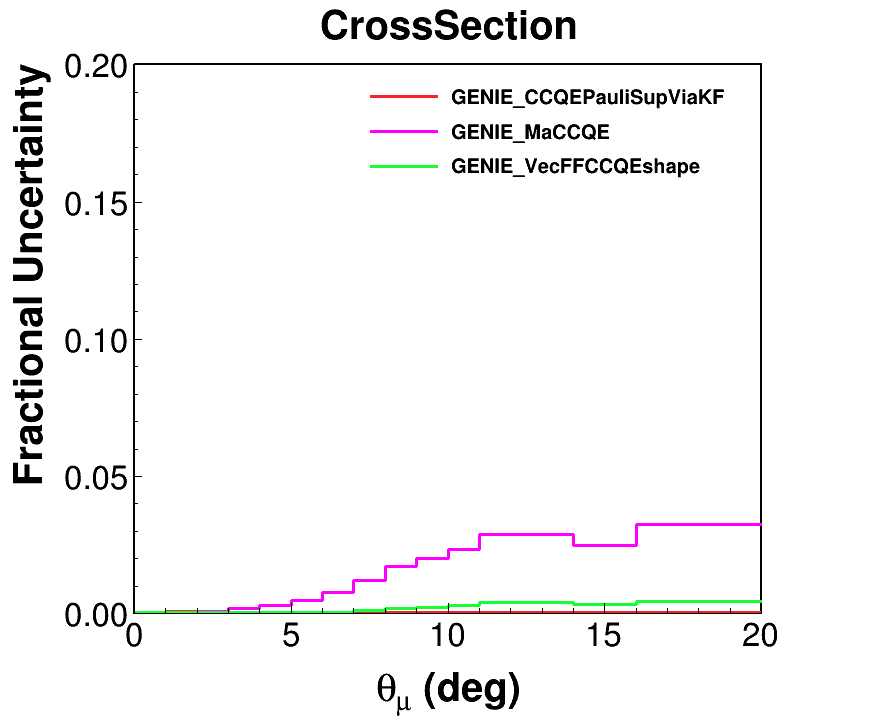 CrossSection
Fractional Uncertainty
0.20
0.15
0.10
0.05
0.00
GENIE_CCQEPauliSupViaKF
GENIE_MaCCQE
GENIE_VecFFCCQEshape
0 5 10 15 20
θμ (deg)